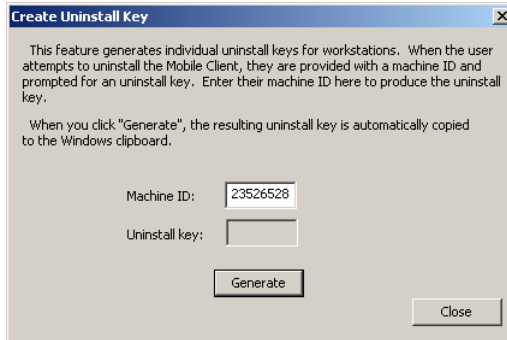 Create Uninstall Key
This feature generates individual uninstall keys for workstations. When the user
attempts to uninstall the Mobile Client, they are provided with a machine ID and
prompted for an uninstall key. Enter their machine ID here to produce the uninstall
key.
When you click "Generate", the resulting uninstall key is automatically copied
to the Windows clipboard.
Machine ID: 23526528
Uninstall key:
Generate
Close